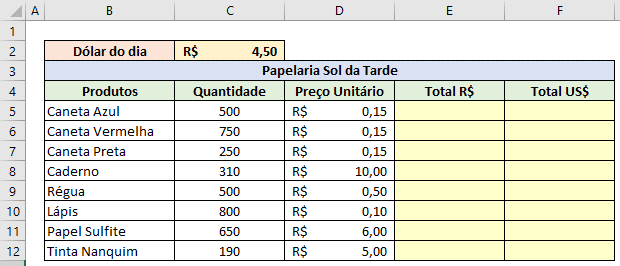 A B C D E F
1
2 Dólar do dia R$ 4,50
3 Papelaria Sol da Tarde
4 Produtos Quantidade Preço Unitário Total R$ Total US$
5 Caneta Azul 500 R$ 0,15
6 Caneta Vermelha 750 R$ 0,15
7 Caneta Preta 250 R$ 0,15
8 Caderno 310 R$ 10,00
9 Régua 500 R$ 0,50
10 Lápis 800 R$ 0,10
11 Papel Sulfite 650 R$ 6,00
12 Tinta Nanquim 190 R$ 5,00